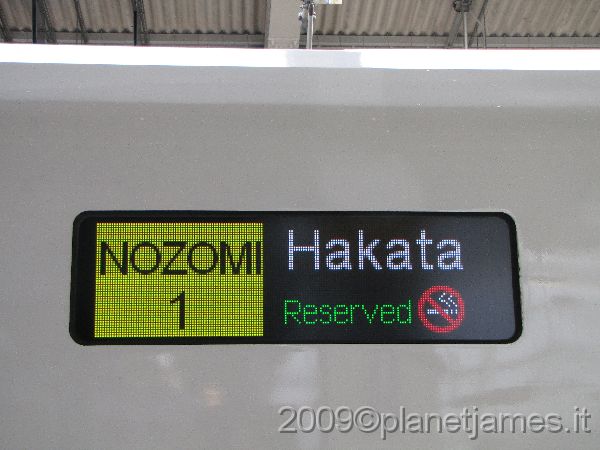 NOZOMI
1
Hakata
Reserved
2009©planetjames.it